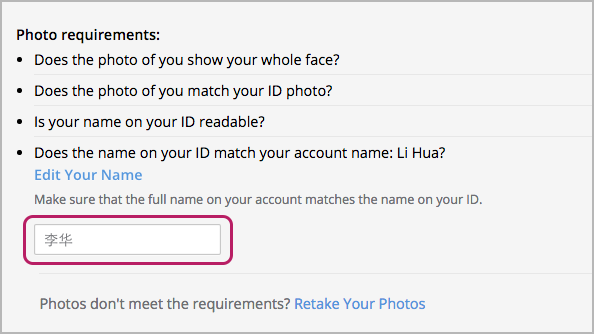 Photo requirements:
• Does the photo of you show your whole face?
• Does the photo of you match your ID photo?
• Is your name on your ID readable?
• Does the name on your ID match your account name: Li Hua?
Edit Your Name
Make sure that the full name on your account matches the name on your ID.
李华
Photos don't meet the requirements? Retake Your Photos